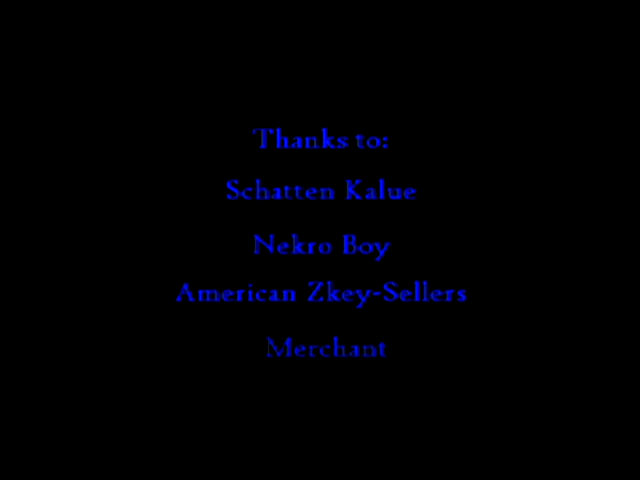 Thanks to:
Schatten Kalue
Nekro Boy
American Zkey-Sellers
Merchant